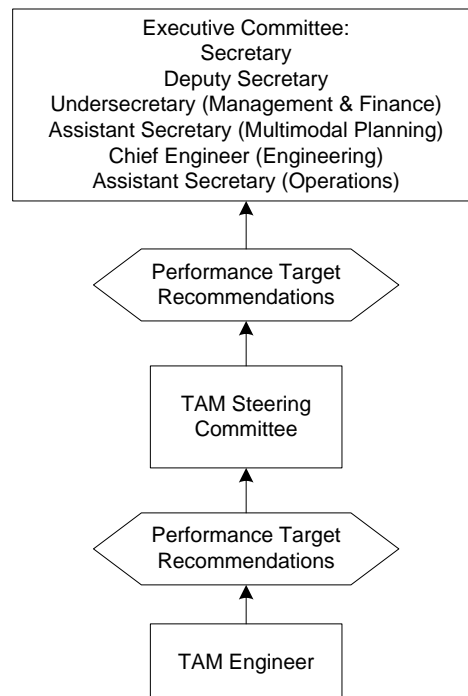 Executive Committee:
Secretary
Deputy Secretary
Undersecretary (Management & Finance)
Assistant Secretary (Multimodal Planning)
Chief Engineer (Engineering)
Assistant Secretary (Operations)
Performance Target
Recommendations
TAM Steering
Committee
Performance Target
Recommendations
TAM Engineer